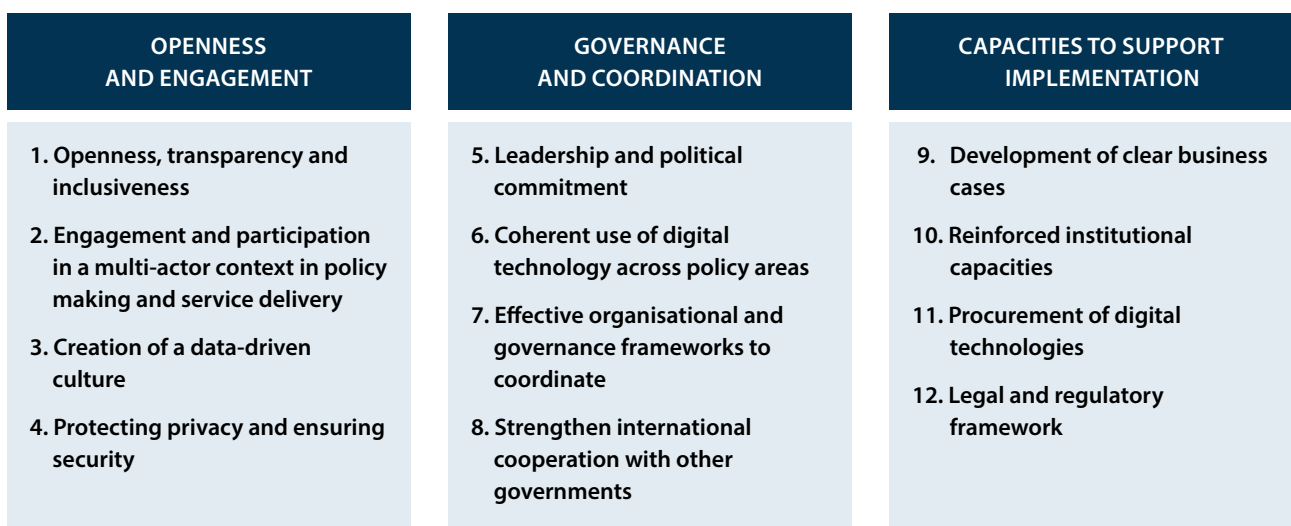 OPENNESS
AND ENGAGEMENT
1. Openness, transparency and
inclusiveness
2. Engagement and participation
in a multi-actor context in policy
making and service delivery
3. Creation of a data-driven
culture
4. Protecting privacy and ensuring
security
GOVERNANCE
AND COORDINATION
5. Leadership and political
commitment
6. Coherent use of digital
technology across policy areas
7. Effective organisational and
governance frameworks to
coordinate
8. Strengthen international
cooperation with other
governments
CAPACITIES TO SUPPORT
IMPLEMENTATION
9. Development of clear business
cases
10. Reinforced institutional
capacities
11. Procurement of digital
technologies
12. Legal and regulatory
framework